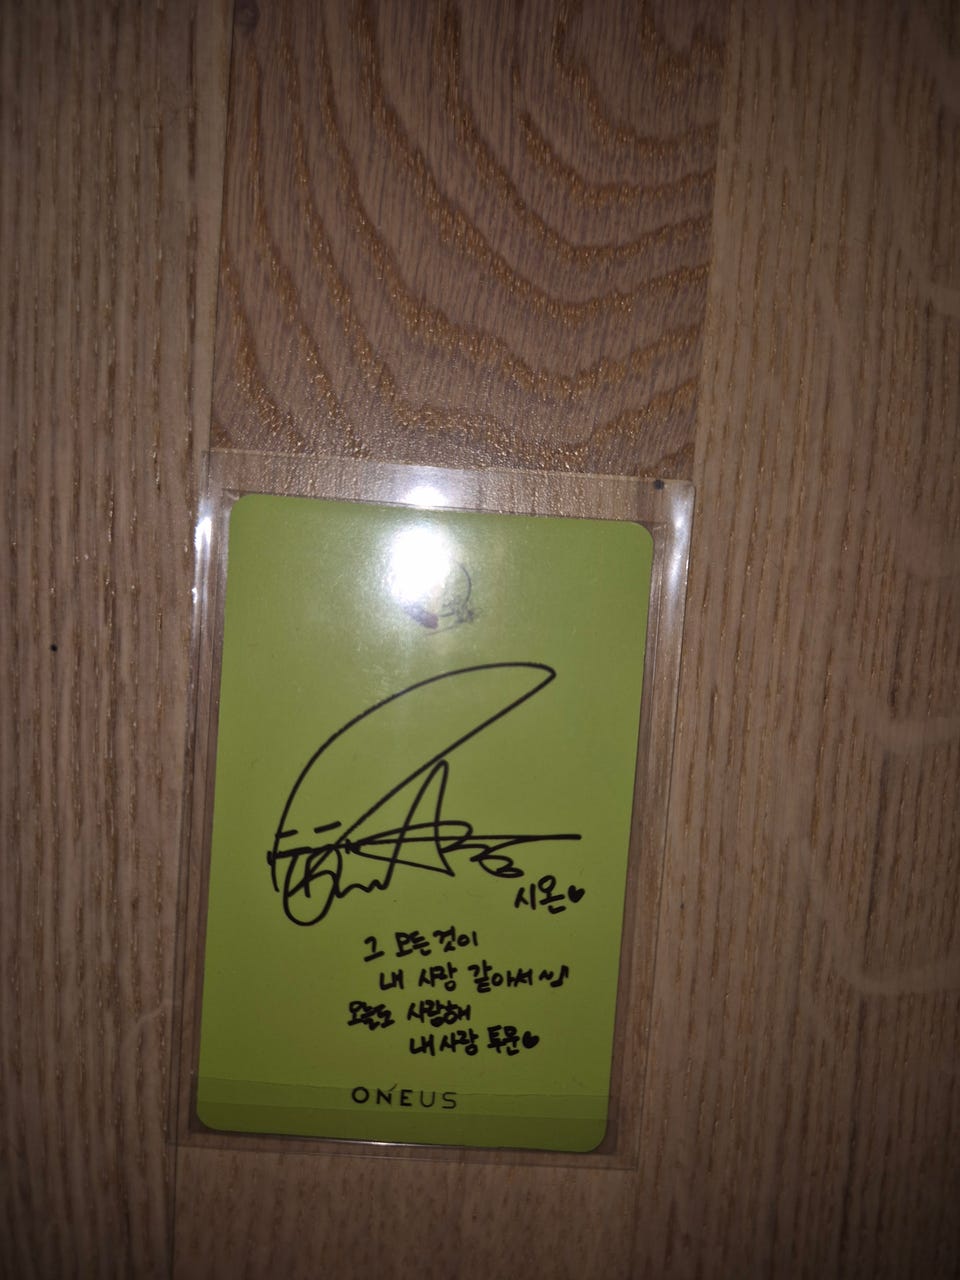 시온♥
그 모든것이
내 사랑 같아서 ~♪
오늘도 사랑해
내사랑 투문♥
ONEUS